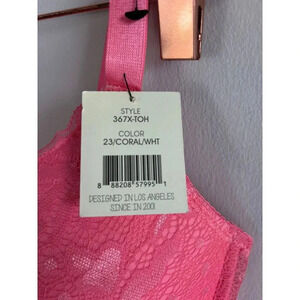 STYLE
367X-TOH
COLOR
23/CORAL/WHT
8 88208 57995 1
DESIGNED IN LOS ANGELES
SINCE IN 2001